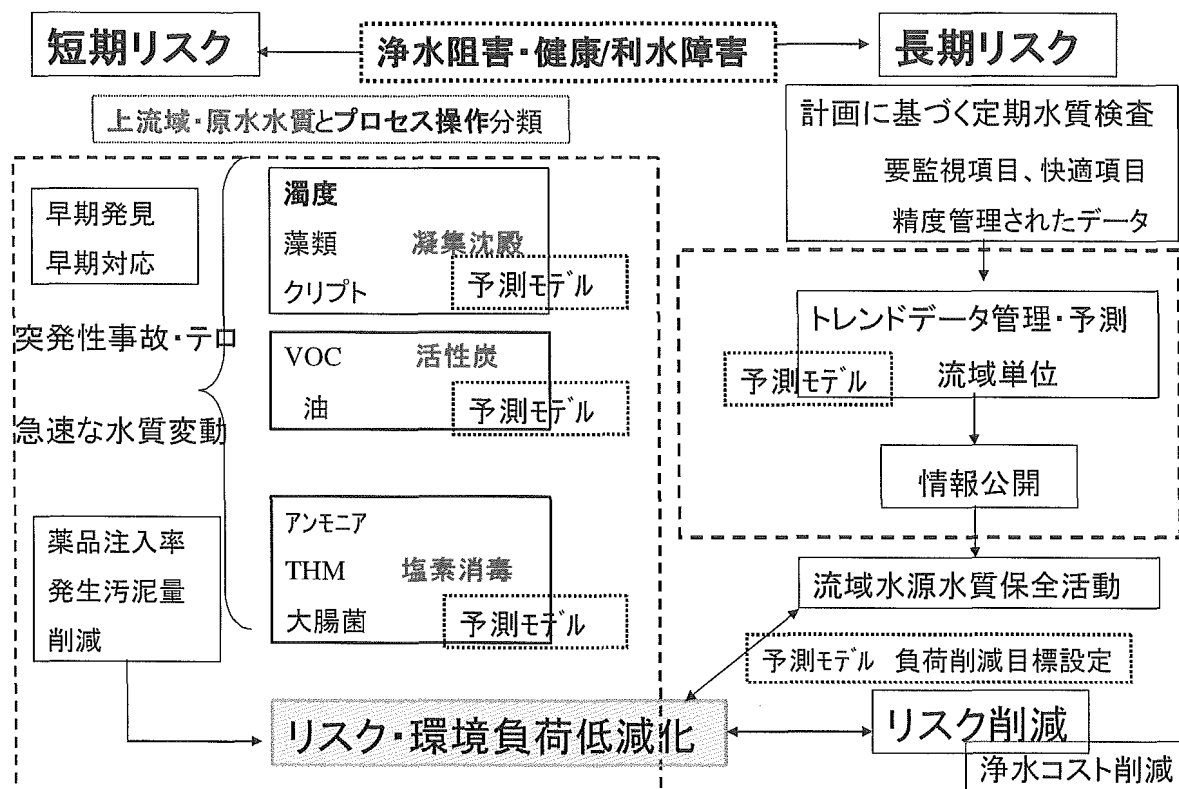 短期リスク
浄水阻害・健康/利水障害
長期リスク
上流域・原水水質とプロセス操作分類
早期発見
早期対応
突発性事故・テロ
急速な水質変動
薬品注入率
発生汚泥量
削減
濁度
藻類 凝集沈殿
クリプト 予測モデル
VOC 活性炭
油 予測モデル
アンモニア
THM 塩素消毒
大腸菌 予測モデル
リスク・環境負荷低減化
計画に基づく定期水質検査
要監視項目、快適項目
精度管理されたデータ
トレンドデータ管理・予測
予測モデル 流域単位
情報公開
流域水源水質保全活動
予測モデル 負荷削減目標設定
リスク削減
浄水コスト削減